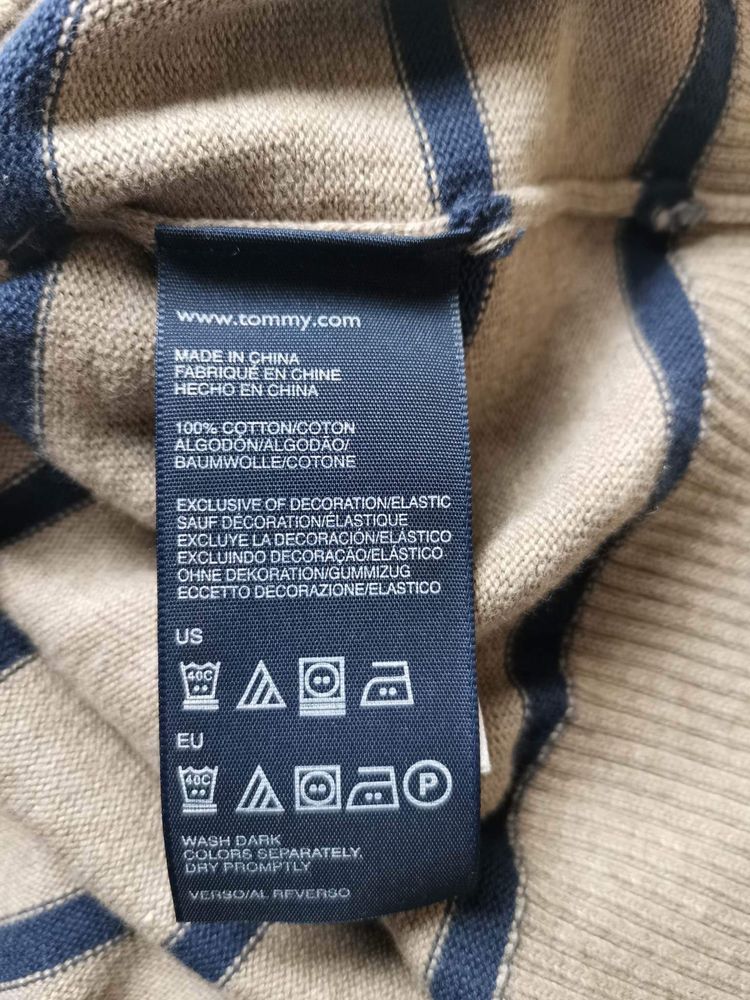 www.tommy.com
MADE IN CHINA
FABRIQUÉ EN CHINE
HECHO EN CHINA
100% COTTON/COTON
ALGODÓN/ALGODÃO/
BAUMWOLLE/COTONE
EXCLUSIVE OF DECORATION/ELASTIC
SAUF DÉCORATION/ÉLASTIQUE
EXCLUYE LA DECORACIÓN/ELÁSTICO
EXCLUINDO DECORAÇÃO/ELÁSTICO
OHNE DEKORATION/GUMMIZUG
ECCETTO DECORAZIONE/ELASTICO
US
40C
EU
40C P
WASH DARK
COLORS SEPARATELY,
DRY PROMPTLY
VERSO/AL REVERSO